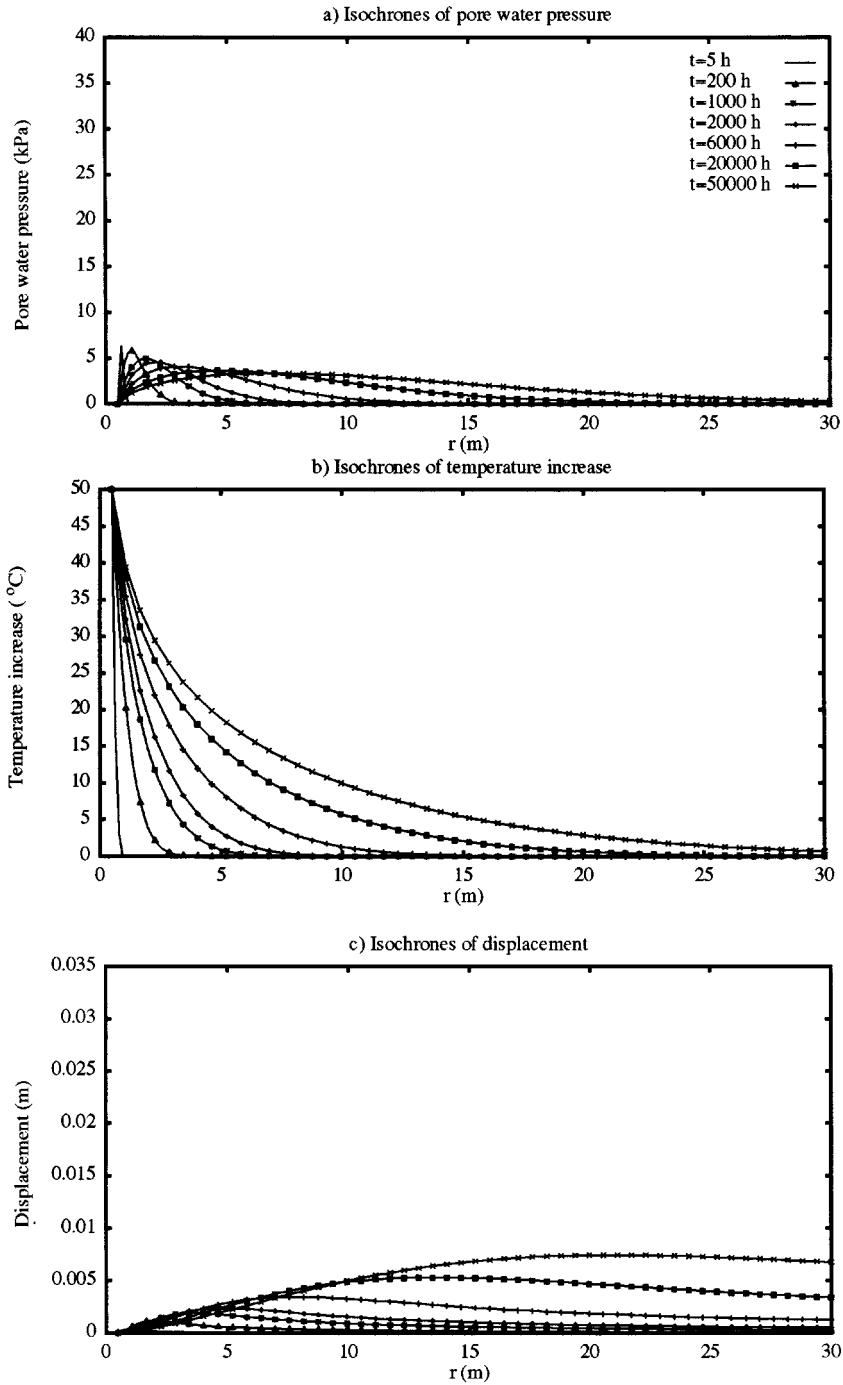 a) Isochrones of pore water pressure
40
35
30
25
20
15
10
5
0
Pore water pressure (kPa)
t=5 h
t=200 h
t=1000 h
t=2000 h
t=6000 h
t=20000 h
t=50000 h
0 5 10 15 20 25 30
r (m)
b) Isochrones of temperature increase
50
45
40
35
30
25
20
15
10
5
0
Temperature increase ( °C)
0 5 10 15 20 25 30
r (m)
c) Isochrones of displacement
0.035
0.03
0.025
0.02
0.015
0.01
0.005
0
Displacement (m)
0 5 10 15 20 25 30
r (m)